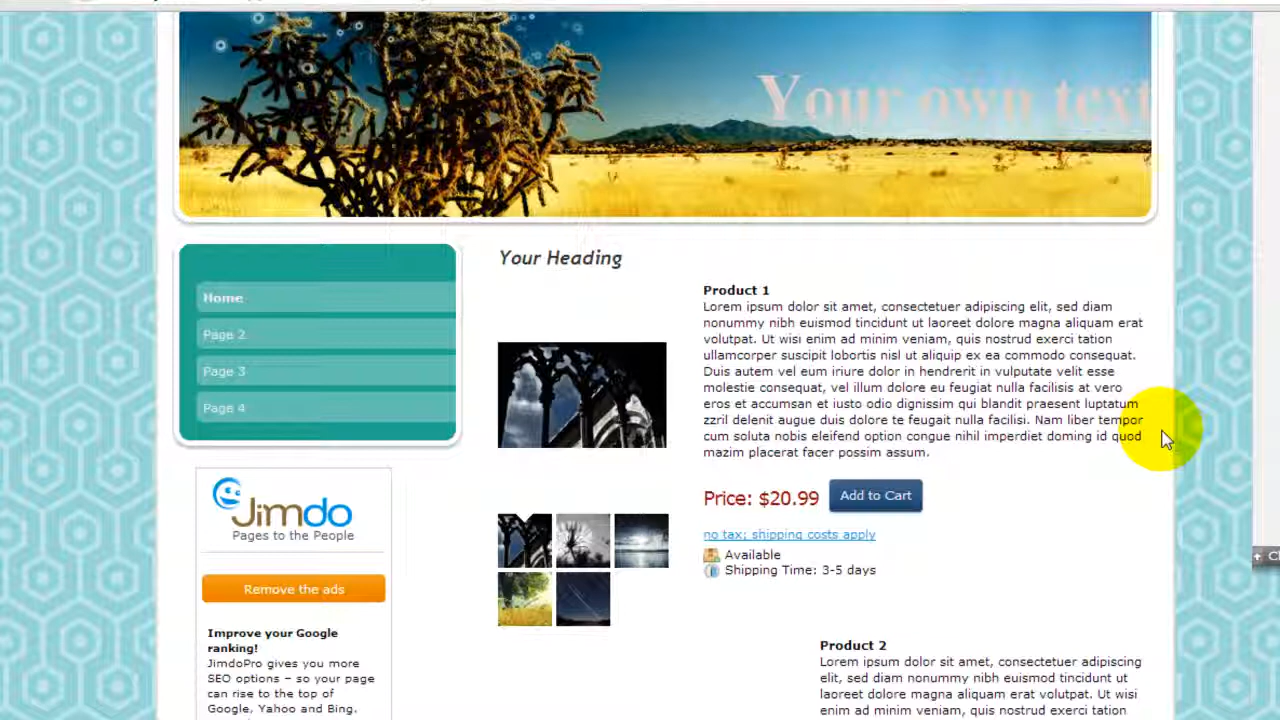 Your own text
Your Heading
Home
Page 2
Page 3
Page 4
Product 1
Lorem ipsum dolor sit amet, consectetuer adipiscing elit, sed diam
nonummy nibh euismod tincidunt ut laoreet dolore magna aliquam erat
volutpat. Ut wisi enim ad minim veniam, quis nostrud exerci tation
ullamcorper suscipit lobortis nisl ut aliquip ex ea commodo consequat.
Duis autem vel eum iriure dolor in hendrerit in vulputate velit esse
molestie consequat, vel illum dolore eu feugiat nulla facilisis at vero
eros et accumsan et iusto odio dignissim qui blandit praesent luptatum
zzril delenit augue duis dolore te feugait nulla facilisi. Nam liber tempor
cum soluta nobis eleifend option congue nihil imperdiet doming id quod
mazim placerat facer possim assum.
Price: $20.99 Add to Cart
no tax; shipping costs apply
Available
Shipping Time: 3-5 days
Jimdo
Pages to the People
Remove the ads
Improve your Google
ranking!
JimdoPro gives you more
SEO options – so your page
can rise to the top of
Google, Yahoo and Bing.
Product 2
Lorem ipsum dolor sit amet, consectetuer adipiscing
elit, sed diam nonummy nibh euismod tincidunt ut
laoreet dolore magna aliquam erat volutpat. Ut wisi
enim ad minim veniam, quis nostrud exerci tation